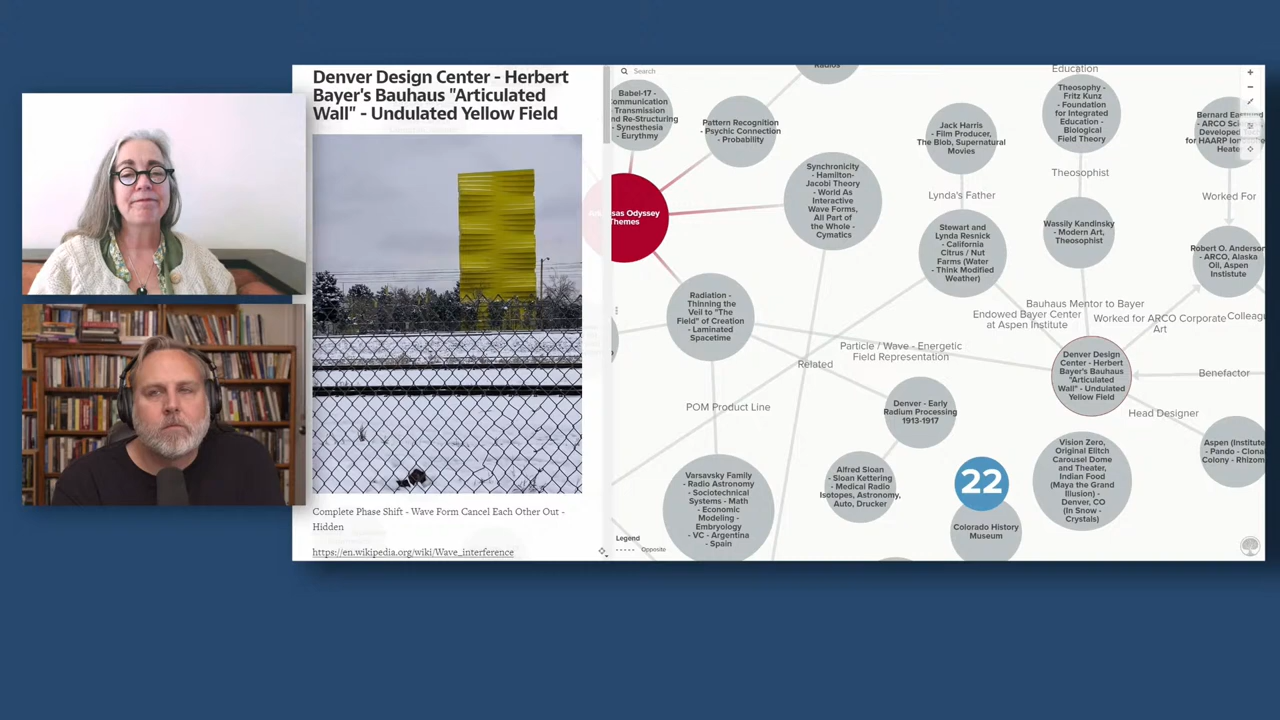 Denver Design Center - Herbert
Bayer's Bauhaus "Articulated
Wall" - Undulated Yellow Field
Complete Phase Shift - Wave Form Cancel Each Other Out -
Hidden
https://en.wikipedia.org/wiki/Wave_interference
Search
Radios
Babel-17 -
Communication
Transmission
and Re-Structuring
- Synesthesia
- Eurythmy
Pattern Recognition
- Psychic Connection
- Probability
Odyssey
Themes
Synchronicity
- Hamilton-
Jacobi Theory
- World As
Interactive
Wave Forms,
All Part of
the Whole -
Cymatics
Jack Harris
- Film Producer,
The Blob, Supernatural
Movies
Lynda's Father
Stewart and
Lynda Resnick
- California
Citrus / Nut
Farms (Water
- Think Modified
Weather)
Education
Theosophy -
Fritz Kunz
- Foundation
for Integrated
Education -
Biological
Field Theory
Theosophist
Wassily Kandinsky
- Modern Art,
Theosophist
Bernard
- ARCO
Developed
for HAARP
Heate
Worked For
Robert O. Anderson
- ARCO, Alaska
Oil, Aspen
Instistute
Bauhaus Mentor to Bayer
Endowed Bayer Center
at Aspen Institute
Worked for ARCO Corporate
Art
Colleagu
Radiation -
Thinning the
Veil to "The
Field" of Creation
- Laminated
Spacetime
Particle / Wave - Energetic
Field Representation
Related
POM Product Line
Denver Design
Center - Herbert
Bayer's Bauhaus
"Articulated
Wall" - Undulated
Yellow Field
Benefactor
Head Designer
Denver - Early
Radium Processing
1913-1917
Aspen (Institute
- Pando - Clonal
Colony - Rhizom
Varsavsky Family
- Radio Astronomy
- Sociotechnical
Systems - Math
- Economic
Modeling -
Embryology
- VC - Argentina
- Spain
Alfred Sloan
- Sloan Kettering
- Medical Radio
Isotopes, Astronomy,
Auto, Drucker
22
Colorado History
Museum
Vision Zero,
Original Elitch
Carousel Dome
and Theater,
Indian Food
(Maya the Grand
Illusion) -
Denver, CO
(In Snow -
Crystals)
Legend
Opposite